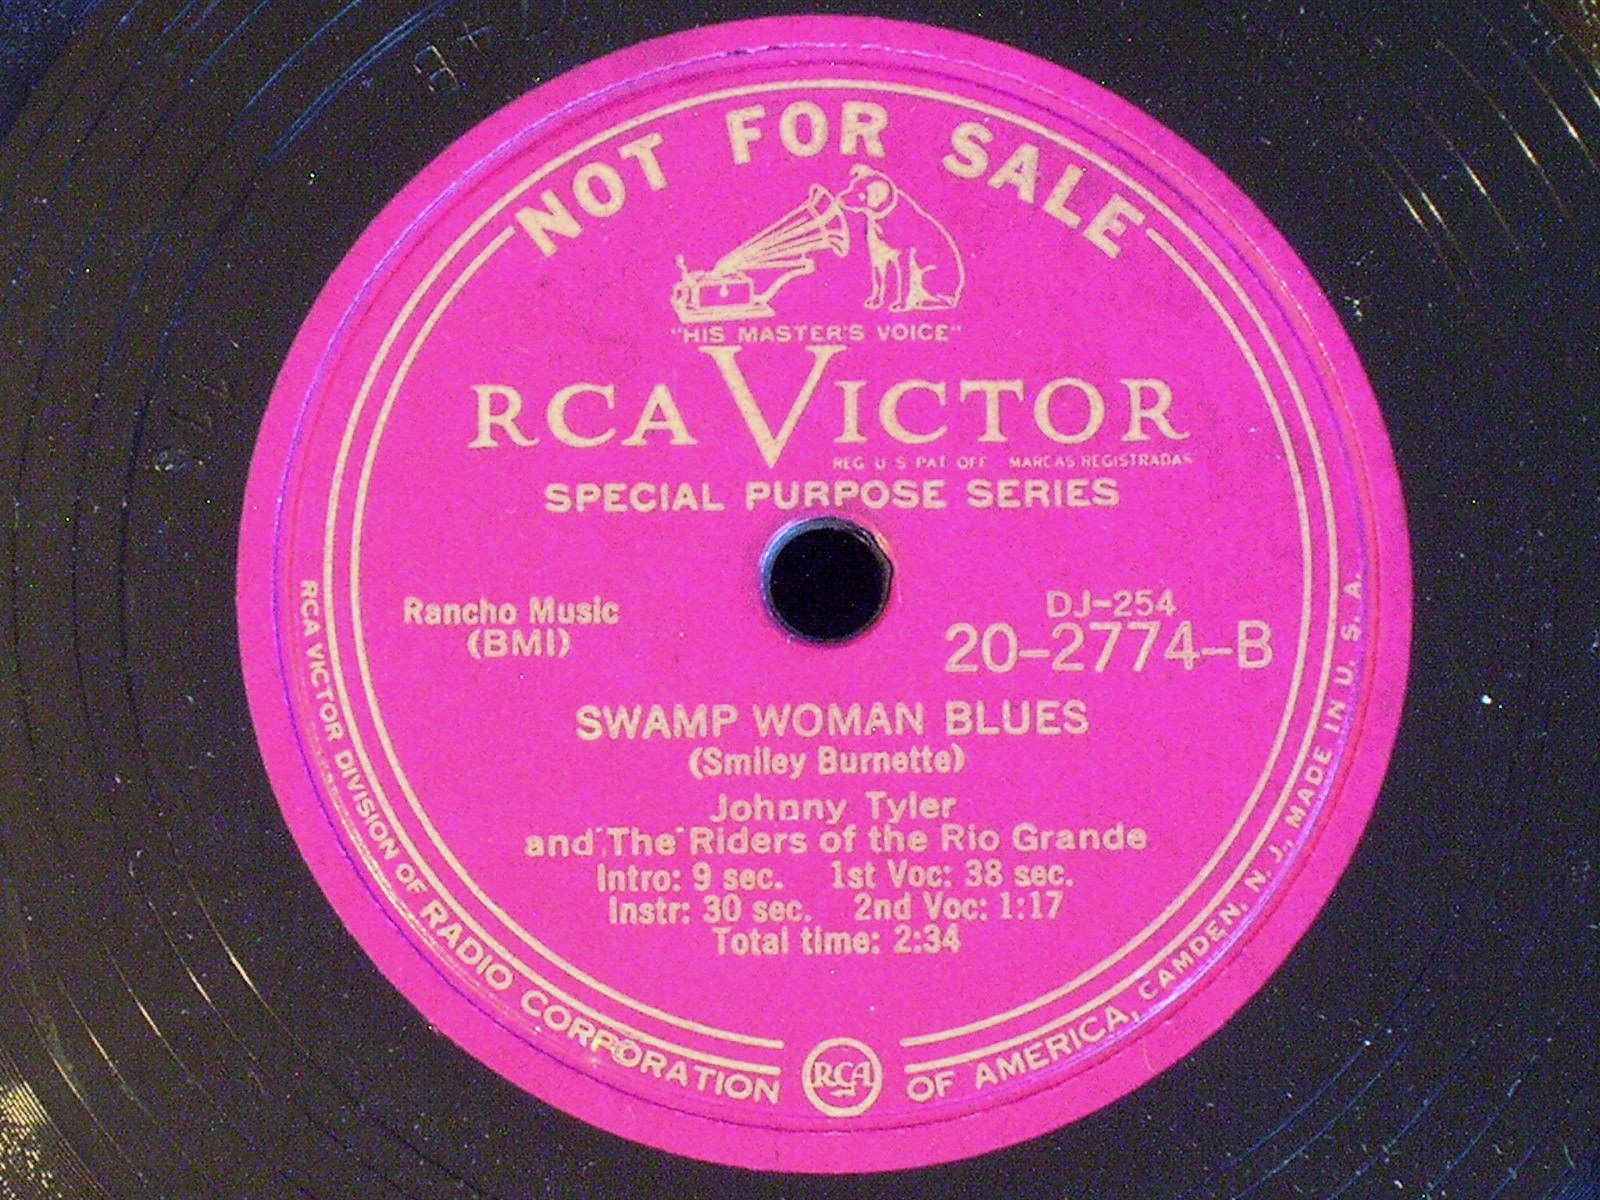 NOT FOR SALE
"HIS MASTER'S VOICE"
RCA VICTOR
REG U S PAT OFF MARCAS REGISTRADAS
SPECIAL PURPOSE SERIES
Rancho Music
(BMI)
DJ-254
20-2774-B
SWAMP WOMAN BLUES
(Smiley Burnette)
Johnny Tyler
and The Riders of the Rio Grande
Intro: 9 sec. 1st Voc: 38 sec.
Instr: 30 sec. 2nd Voc: 1:17
Total time: 2:34
RCA VICTOR DIVISION OF RADIO CORPORATION OF AMERICA, CAMDEN, N. J., MADE IN U. S. A.
RCA